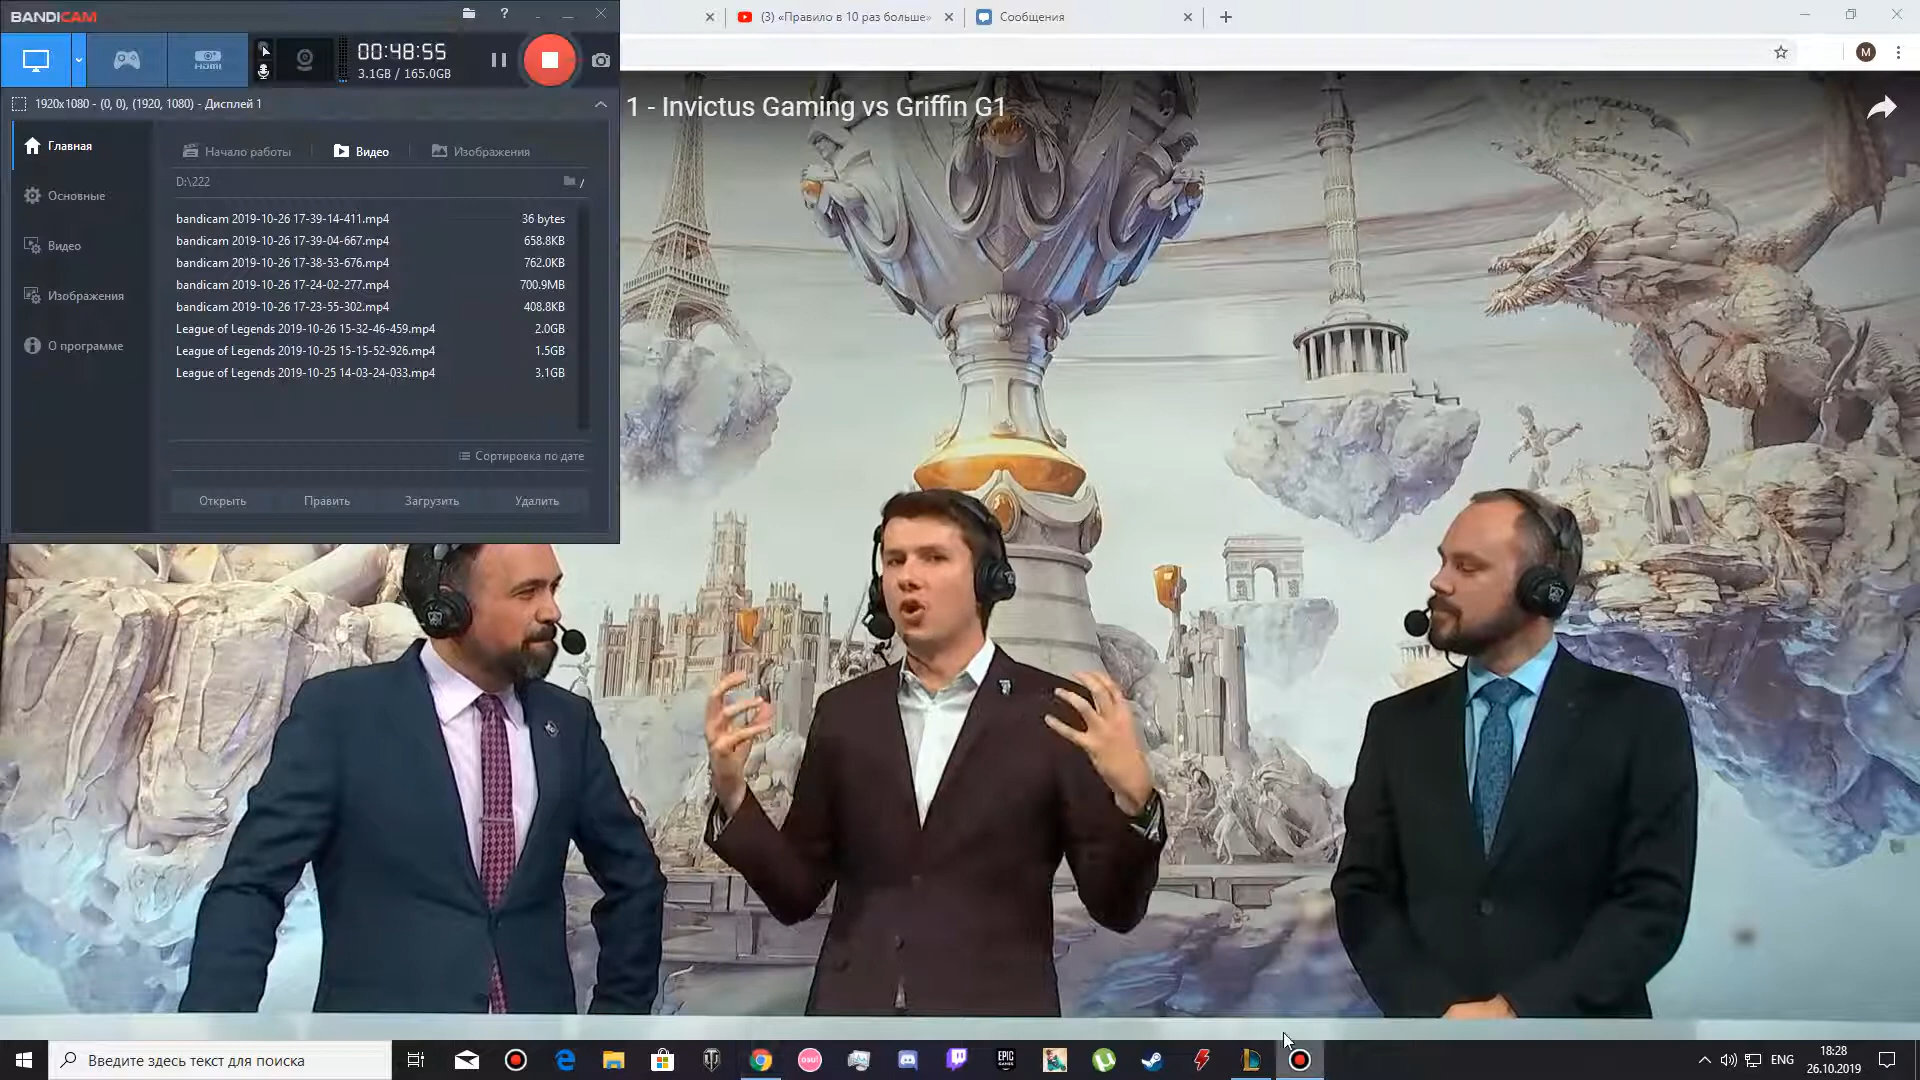 BANDICAM
?
(3) «Правило в 10 раз больше»
Сообщения
M
HDMI
00:48:55
3.1GB / 165.0GB
1920x1080 - (0, 0), (1920, 1080) - Дисплей 1
1 - Invictus Gaming vs Griffin G1
Главная
Основные
Видео
Изображения
О программе
Начало работы
Видео
Изображения
D:\222
/
bandicam 2019-10-26 17-39-14-411.mp4 36 bytes
bandicam 2019-10-26 17-39-04-667.mp4 658.8KB
bandicam 2019-10-26 17-38-53-676.mp4 762.0KB
bandicam 2019-10-26 17-24-02-277.mp4 700.9MB
bandicam 2019-10-26 17-23-55-302.mp4 408.8KB
League of Legends 2019-10-26 15-32-46-459.mp4 2.0GB
League of Legends 2019-10-25 15-15-52-926.mp4 1.5GB
League of Legends 2019-10-25 14-03-24-033.mp4 3.1GB
Сортировка по дате
Открыть
Править
Загрузить
Удалить
Введите здесь текст для поиска
osu!
EPIC
GAMES
ENG
18:28
26.10.2019